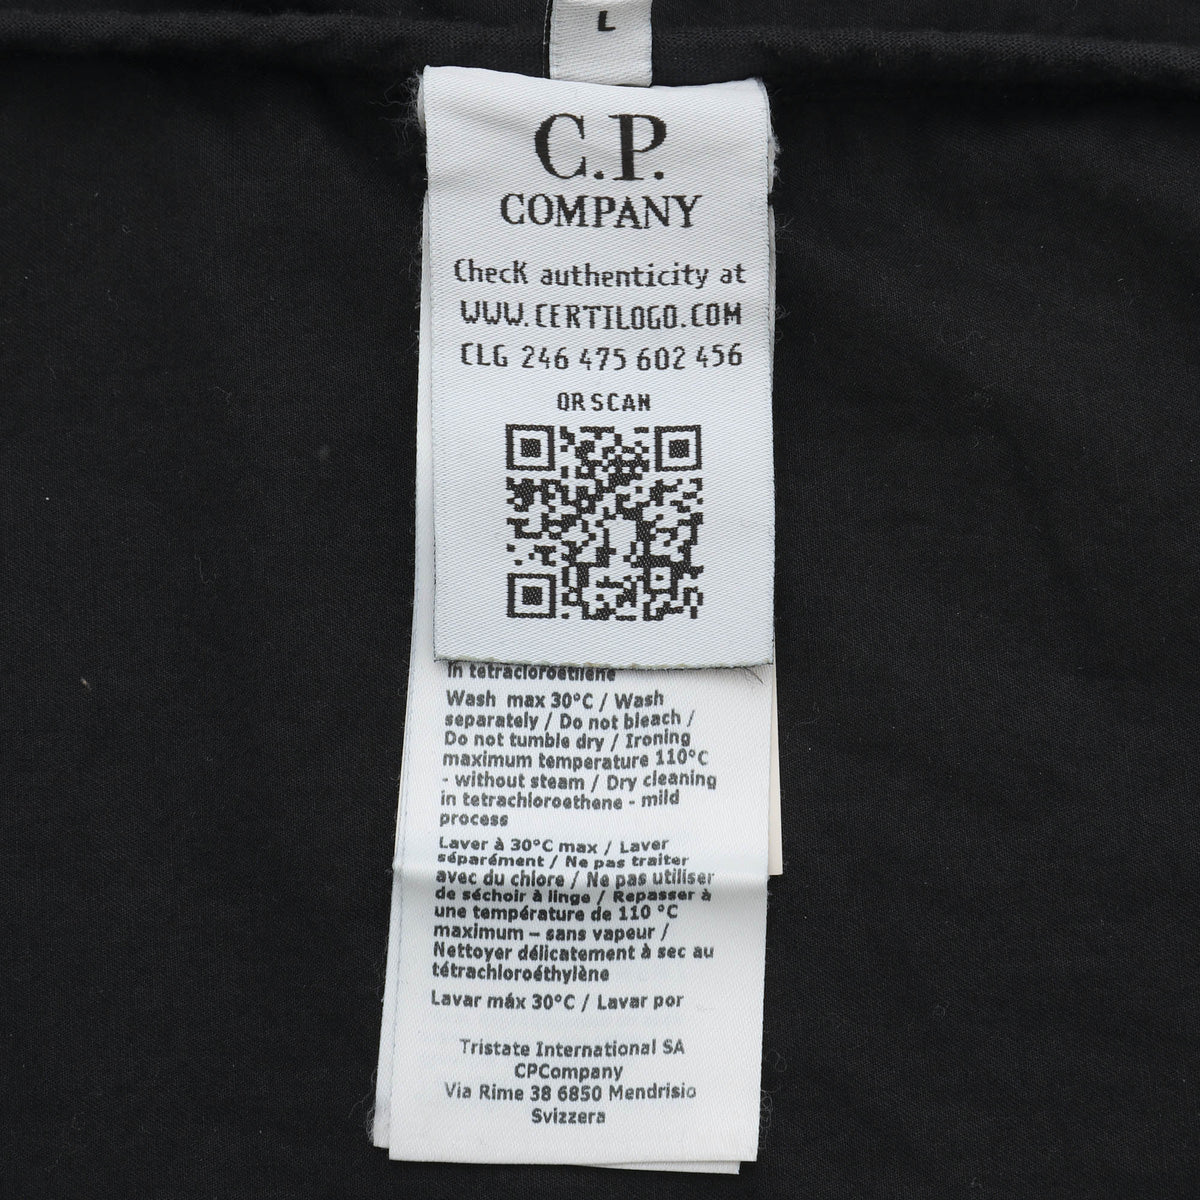 L
C.P.
COMPANY
Check authenticity at
WWW.CERTILOGO.COM
CLG 246 475 602 456
QR SCAN
in tetracloroetilene
Wash max 30°C / Wash
separately / Do not bleach /
Do not tumble dry / Ironing
maximum temperature 110°C
- without steam / Dry cleaning
in tetrachloroethene - mild
process
Laver à 30°C max / Laver
séparément / Ne pas traiter
avec du chlore / Ne pas utiliser
de séchoir à linge / Repasser à
une température de 110 °C
maximum – sans vapeur /
Nettoyer délicatement à sec au
tétrachloroéthylène
Lavar máx 30°C / Lavar por
Tristate International SA
CPCompany
Via Rime 38 6850 Mendrisio
Svizzera